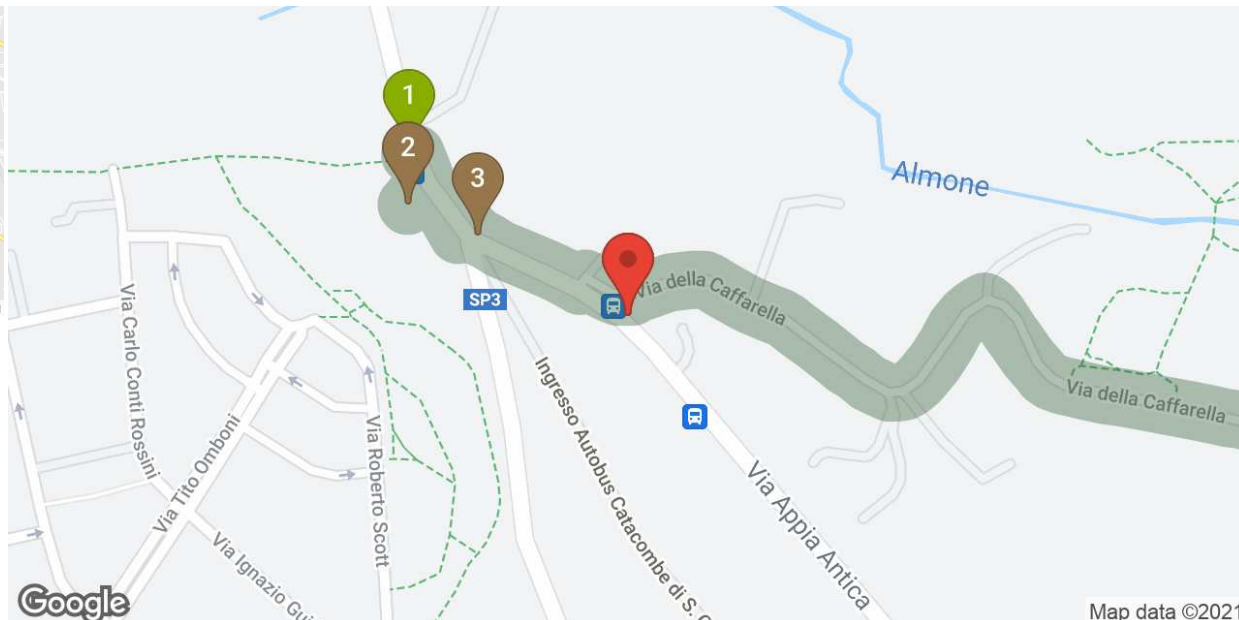 1
2
3
Almone
Via della Caffarella
SP3
Via Carlo Conti Rossini
Via Tito Omboni
Via Roberto Scott
Ingresso Autobus Catacombe di S. C
Via della Caffarella
Via Appia Antica
Via Ignazio Gui
Google
Map data ©2021